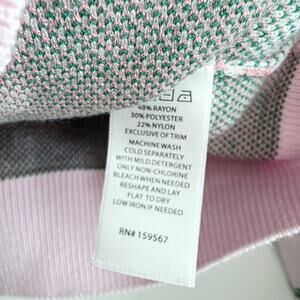 48% RAYON
30% POLYESTER
22% NYLON
EXCLUSIVE OF TRIM
MACHINE WASH
COLD SEPARATELY
WITH MILD DETERGENT
ONLY NON-CHLORINE
BLEACH WHEN NEEDED
RESHAPE AND LAY
FLAT TO DRY
LOW IRON IF NEEDED
RN# 159567